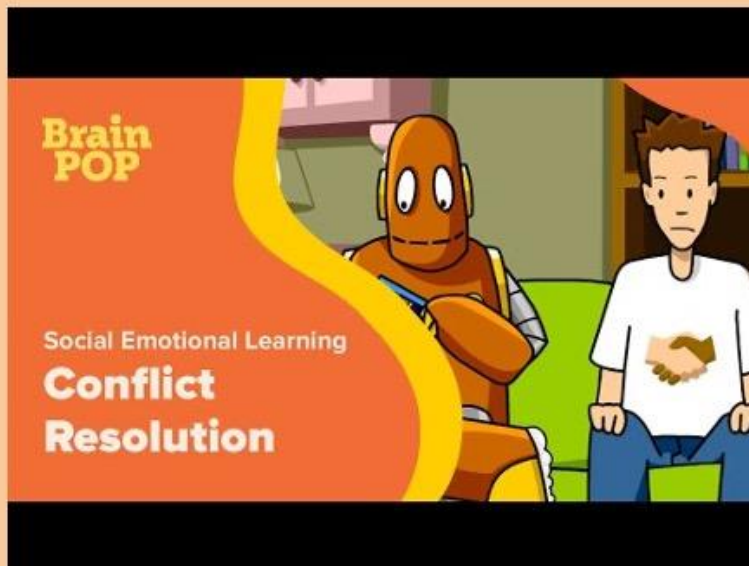 Brain
POP
Social Emotional Learning
Conflict
Resolution